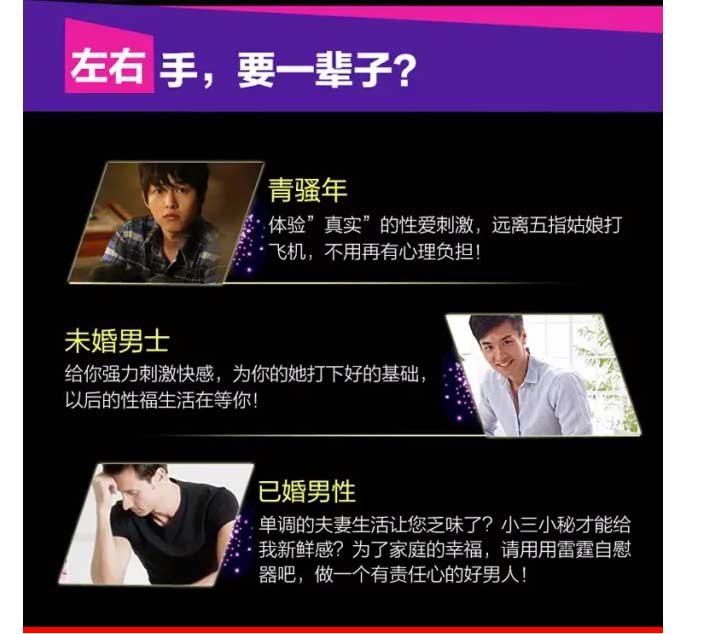 左右手，要一辈子？
青骚年
体验”真实”的性爱刺激，远离五指姑娘打
飞机，不用再有心理负担！
未婚男士
给你强力刺激快感，为你的她打下好的基础，
以后的性福生活在等你！
已婚男性
单调的夫妻生活让您乏味了？小三小秘才能给
我新鲜感？为了家庭的幸福，请用用雷霆自慰
器吧，做一个有责任心的好男人！